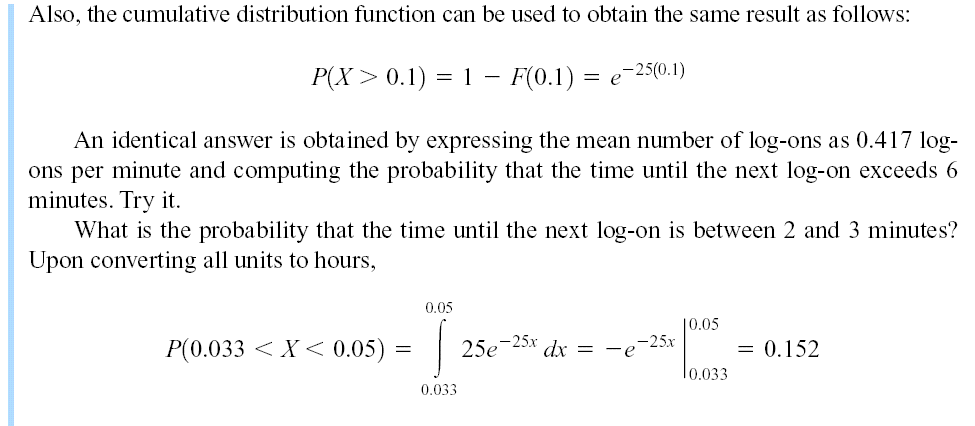 Also, the cumulative distribution function can be used to obtain the same result as follows:
P(X > 0.1) = 1 − F(0.1) = e^−25(0.1)
An identical answer is obtained by expressing the mean number of log-ons as 0.417 log-
ons per minute and computing the probability that the time until the next log-on exceeds 6
minutes. Try it.
What is the probability that the time until the next log-on is between 2 and 3 minutes?
Upon converting all units to hours,
P(0.033 < X < 0.05) = ∫_0.033^0.05 25e^−25x dx = −e^−25x |_0.033^0.05 = 0.152